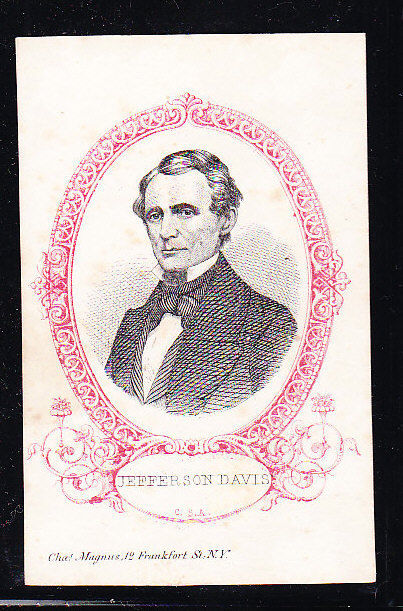 JEFFERSON DAVIS
C. S. A.
Chas. Magnus, 12 Frankfort St. N.Y.